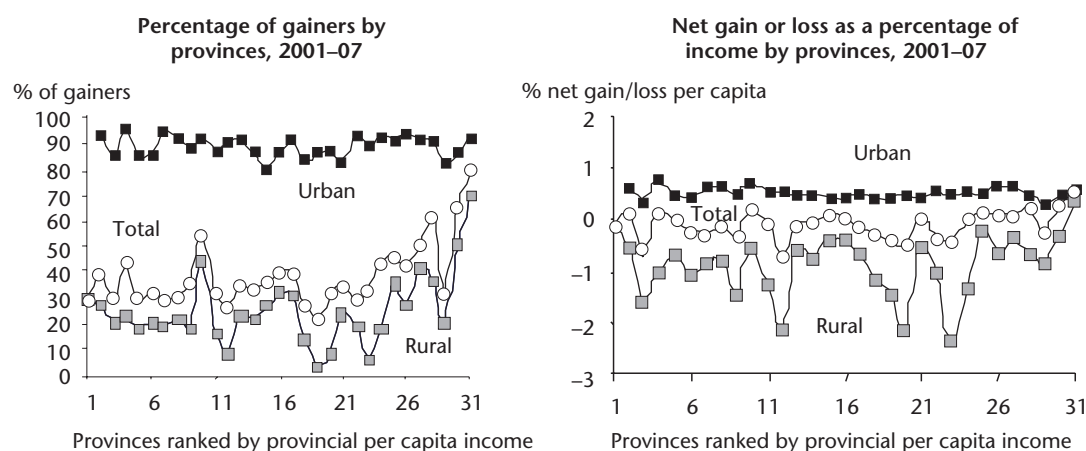 Percentage of gainers by
provinces, 2001–07
% of gainers
100
90
80
70
60
50
40
30
20
10
0
Urban
Total
Rural
1 6 11 16 21 26 31
Provinces ranked by provincial per capita income
Net gain or loss as a percentage of
income by provinces, 2001–07
% net gain/loss per capita
2
1
0
–1
–2
–3
Urban
Total
Rural
1 6 11 16 21 26 31
Provinces ranked by provincial per capita income